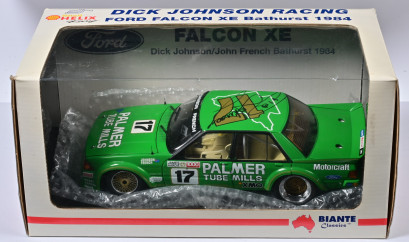 DICK JOHNSON RACING
HELIX
FORD FALCON XE Bathurst 1984
Ford
FALCON XE
Dick Johnson/John French Bathurst 1984
PALMER
TUBE MILLS
17
17
PALMER
TUBE MILLS
Motorcraft
BIANTE
Classics